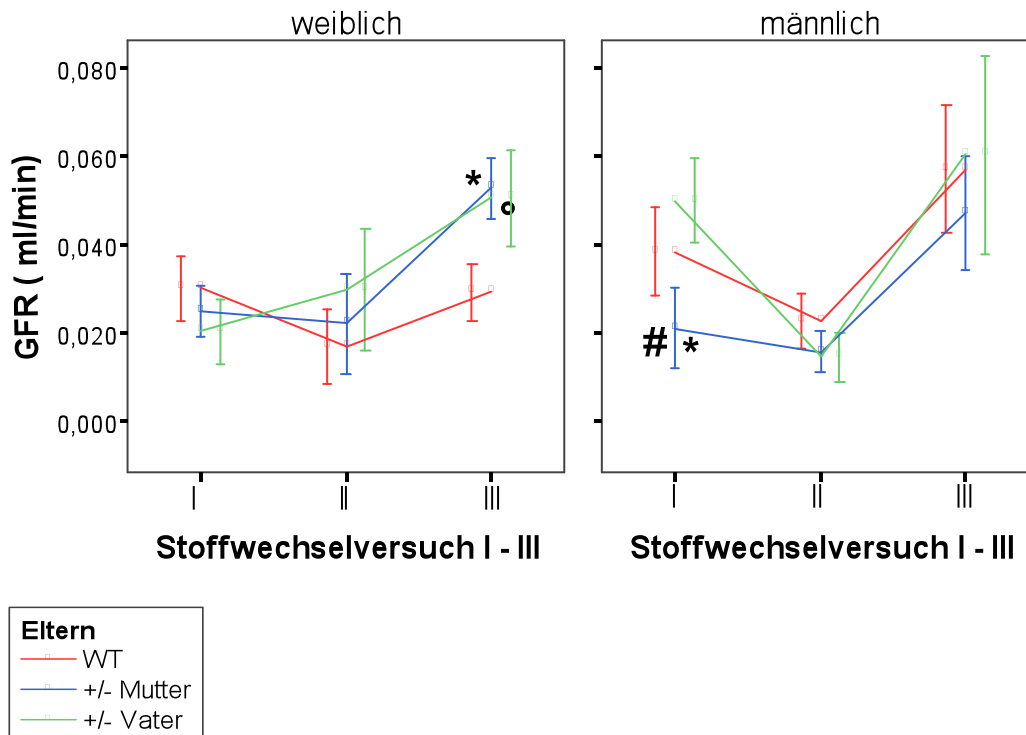 weiblich
männlich
GFR ( ml/min)
0,080
0,060
0,040
0,020
0,000
*
°
#
*
I
II
III
I
II
III
Stoffwechselversuch I - III
Stoffwechselversuch I - III
Eltern
WT
+/- Mutter
+/- Vater